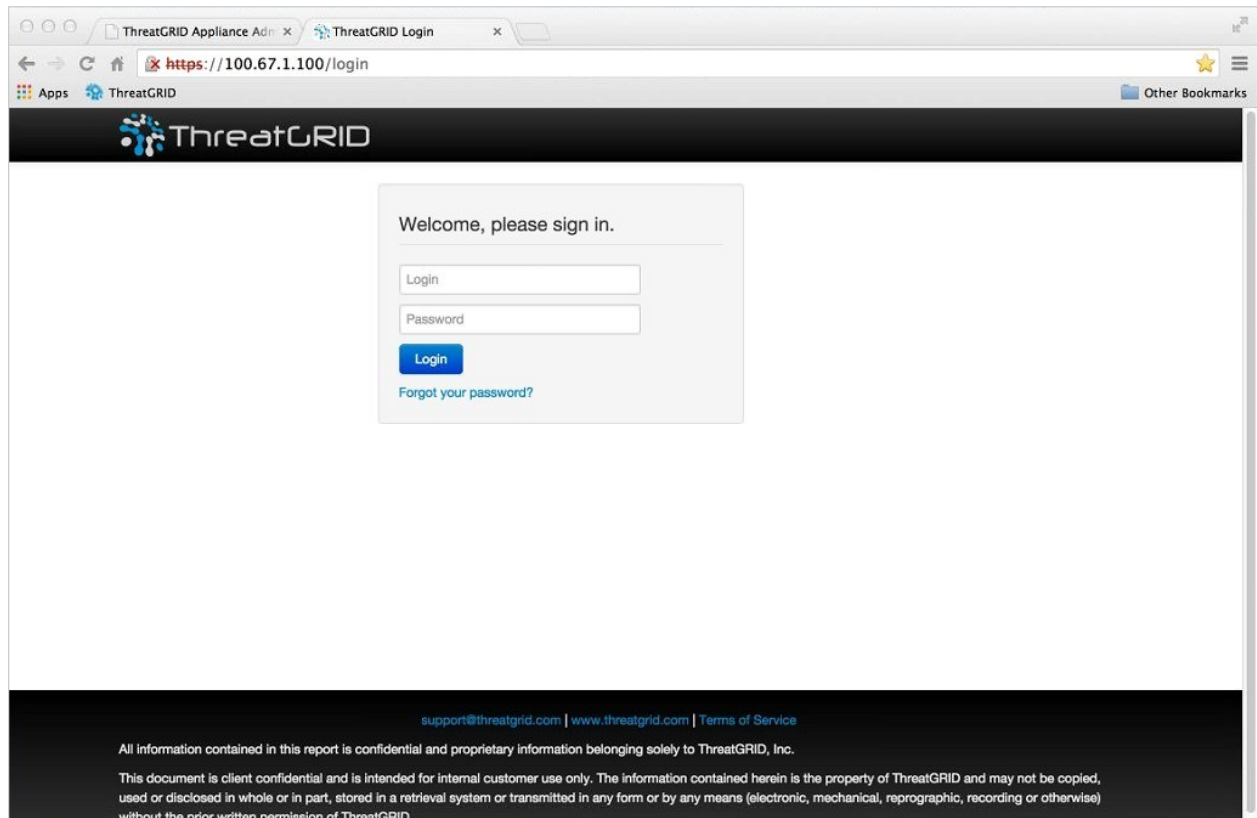 ThreatGRID Appliance Adn
ThreatGRID Login
https://100.67.1.100/login
Apps
ThreatGRID
Other Bookmarks
ThreatGRID
Welcome, please sign in.
Login
Password
Login
Forgot your password?
support@threatgrid.com | www.threatgrid.com | Terms of Service
All information contained in this report is confidential and proprietary information belonging solely to ThreatGRID, Inc.
This document is client confidential and is intended for internal customer use only. The information contained herein is the property of ThreatGRID and may not be copied,
used or disclosed in whole or in part, stored in a retrieval system or transmitted in any form or by any means (electronic, mechanical, reprographic, recording or otherwise)
without the prior written permission of ThreatGRID.